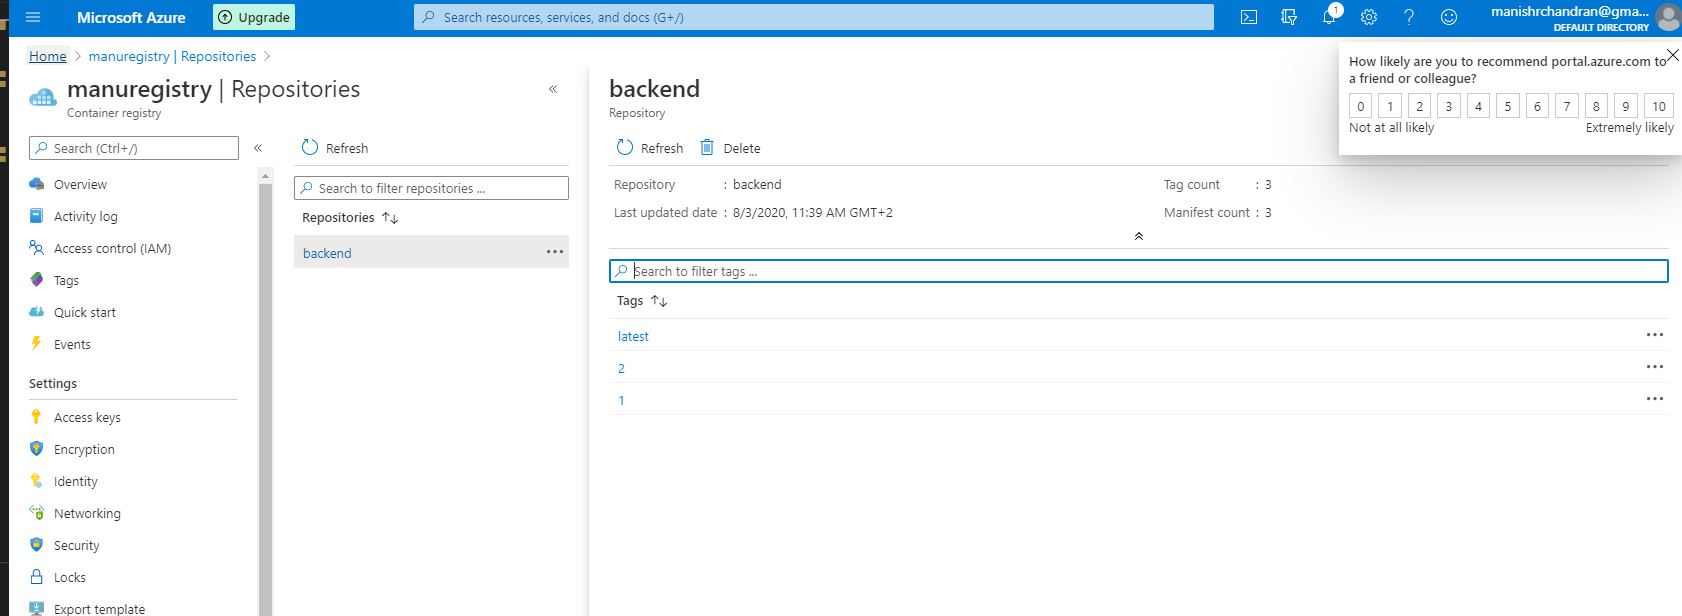 Microsoft Azure
Upgrade
Search resources, services, and docs (G+/)
1
manishrchandran@gma...
DEFAULT DIRECTORY
Home > manuregistry | Repositories >
How likely are you to recommend portal.azure.com to
a friend or colleague?
0 1 2 3 4 5 6 7 8 9 10
Not at all likely Extremely likely
manuregistry | Repositories
Container registry
Search (Ctrl+/)
Overview
Activity log
Access control (IAM)
Tags
Quick start
Events
Settings
Access keys
Encryption
Identity
Networking
Security
Locks
Export template
Refresh
Search to filter repositories ...
Repositories
backend
backend
Repository
Refresh Delete
Repository : backend
Tag count : 3
Last updated date : 8/3/2020, 11:39 AM GMT+2
Manifest count : 3
Search to filter tags ...
Tags
latest
2
1